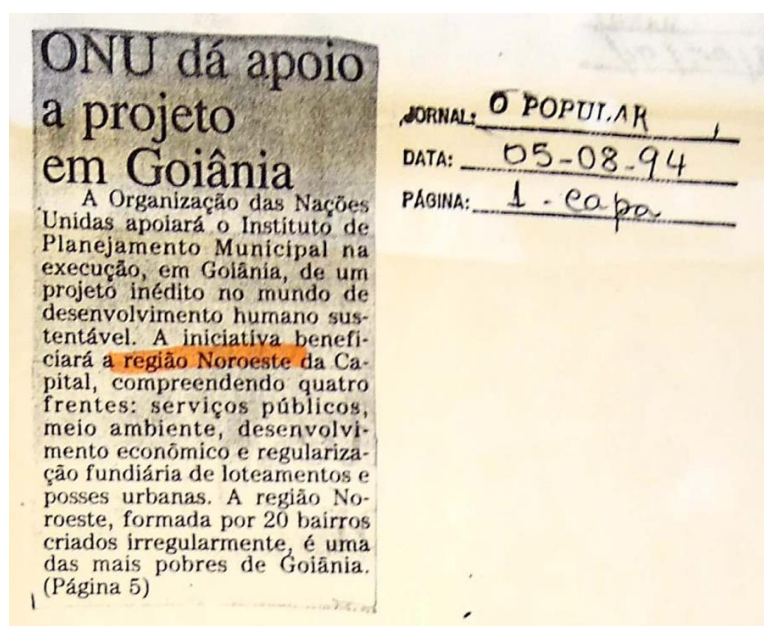 ONU dá apoio
a projeto
em Goiânia
A Organização das Nações
Unidas apoiará o Instituto de
Planejamento Municipal na
execução, em Goiânia, de um
projeto inédito no mundo de
desenvolvimento humano sus-
tentável. A iniciativa benefi-
ciará a região Noroeste da Ca-
pital, compreendendo quatro
frentes: serviços públicos,
meio ambiente, desenvolvi-
mento econômico e regulariza-
ção fundiária de loteamentos e
posses urbanas. A região No-
roeste, formada por 20 bairros
criados irregularmente, é uma
das mais pobres de Goiânia.
(Página 5)
JORNAL: O POPULAR
DATA: 05-08-94
PÁGINA: 1 - capa